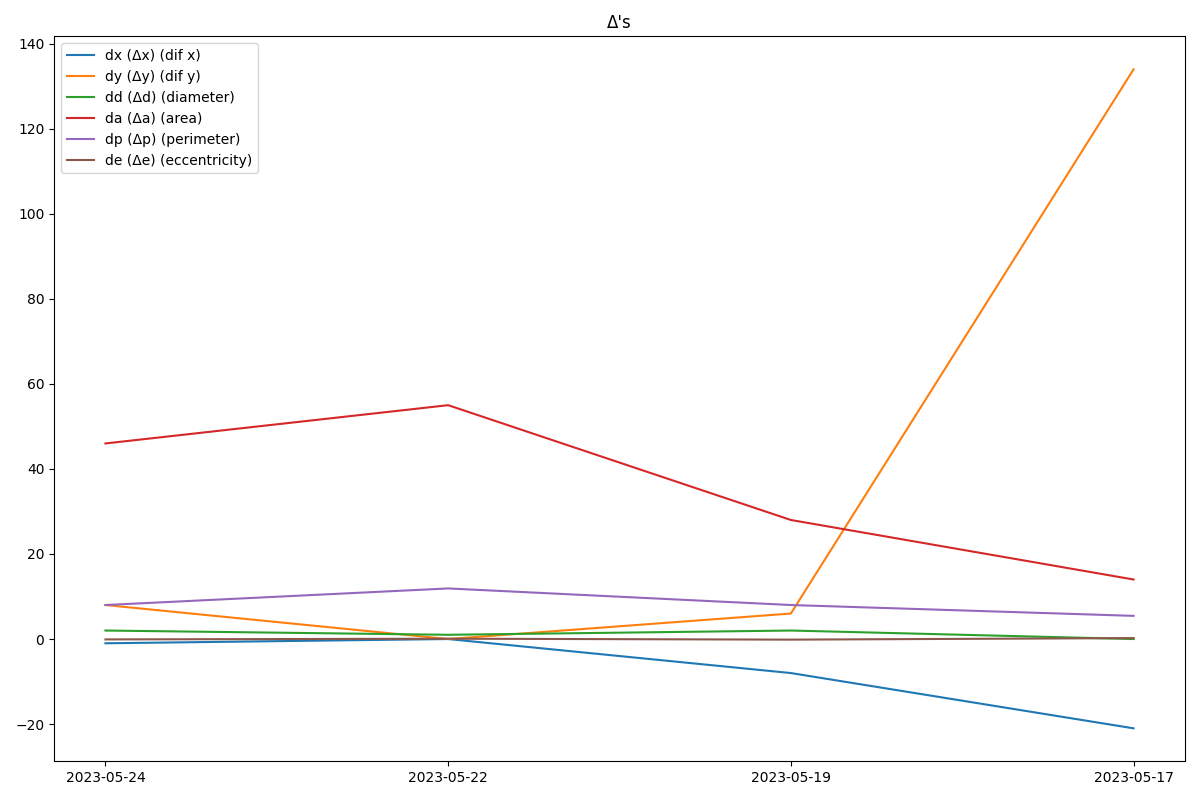 Δ's
140
120
100
80
60
40
20
0
−20
dx (Δx) (dif x)
dy (Δy) (dif y)
dd (Δd) (diameter)
da (Δa) (area)
dp (Δp) (perimeter)
de (Δe) (eccentricity)
2023-05-24 2023-05-22 2023-05-19 2023-05-17